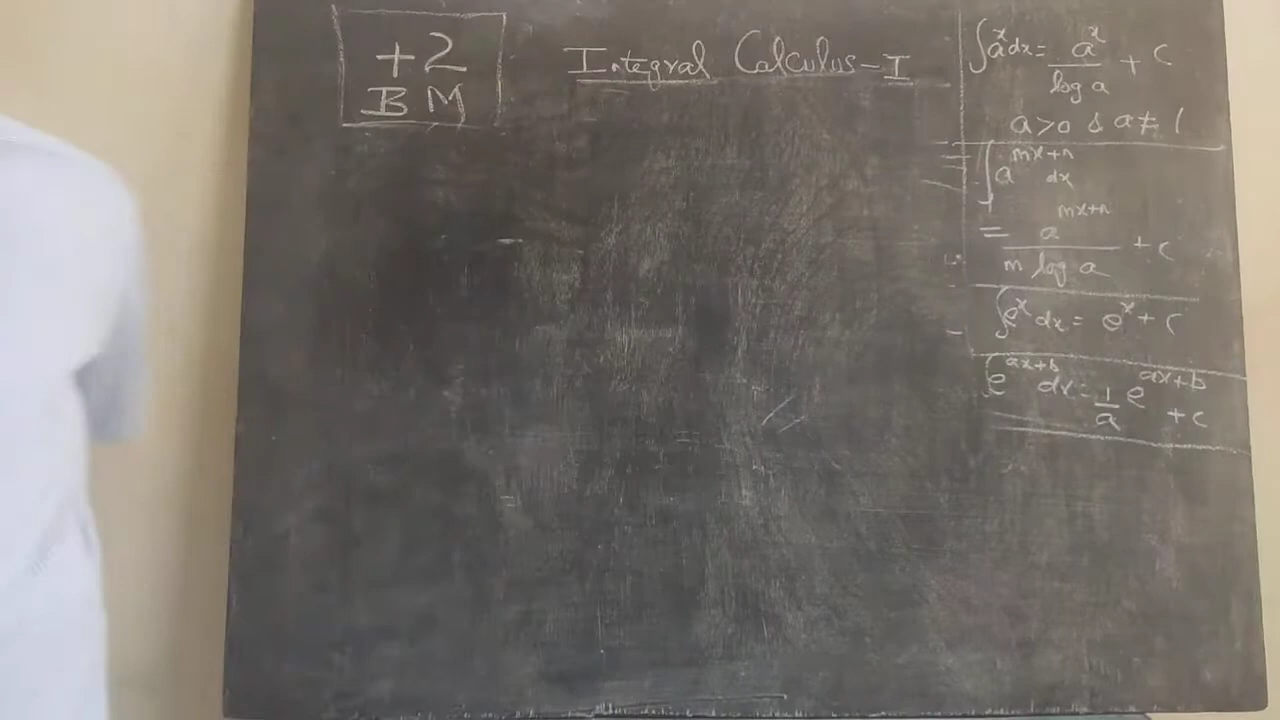 +2
BM
Integral Calculus-I
∫aˣdx = aˣ/log a + c
a>0 & a≠1
∫a^(mx+n) dx
= a^(mx+n)/(m log a) + c
∫eˣ dx = eˣ + c
∫e^(ax+b) dx = 1/a e^(ax+b) + c